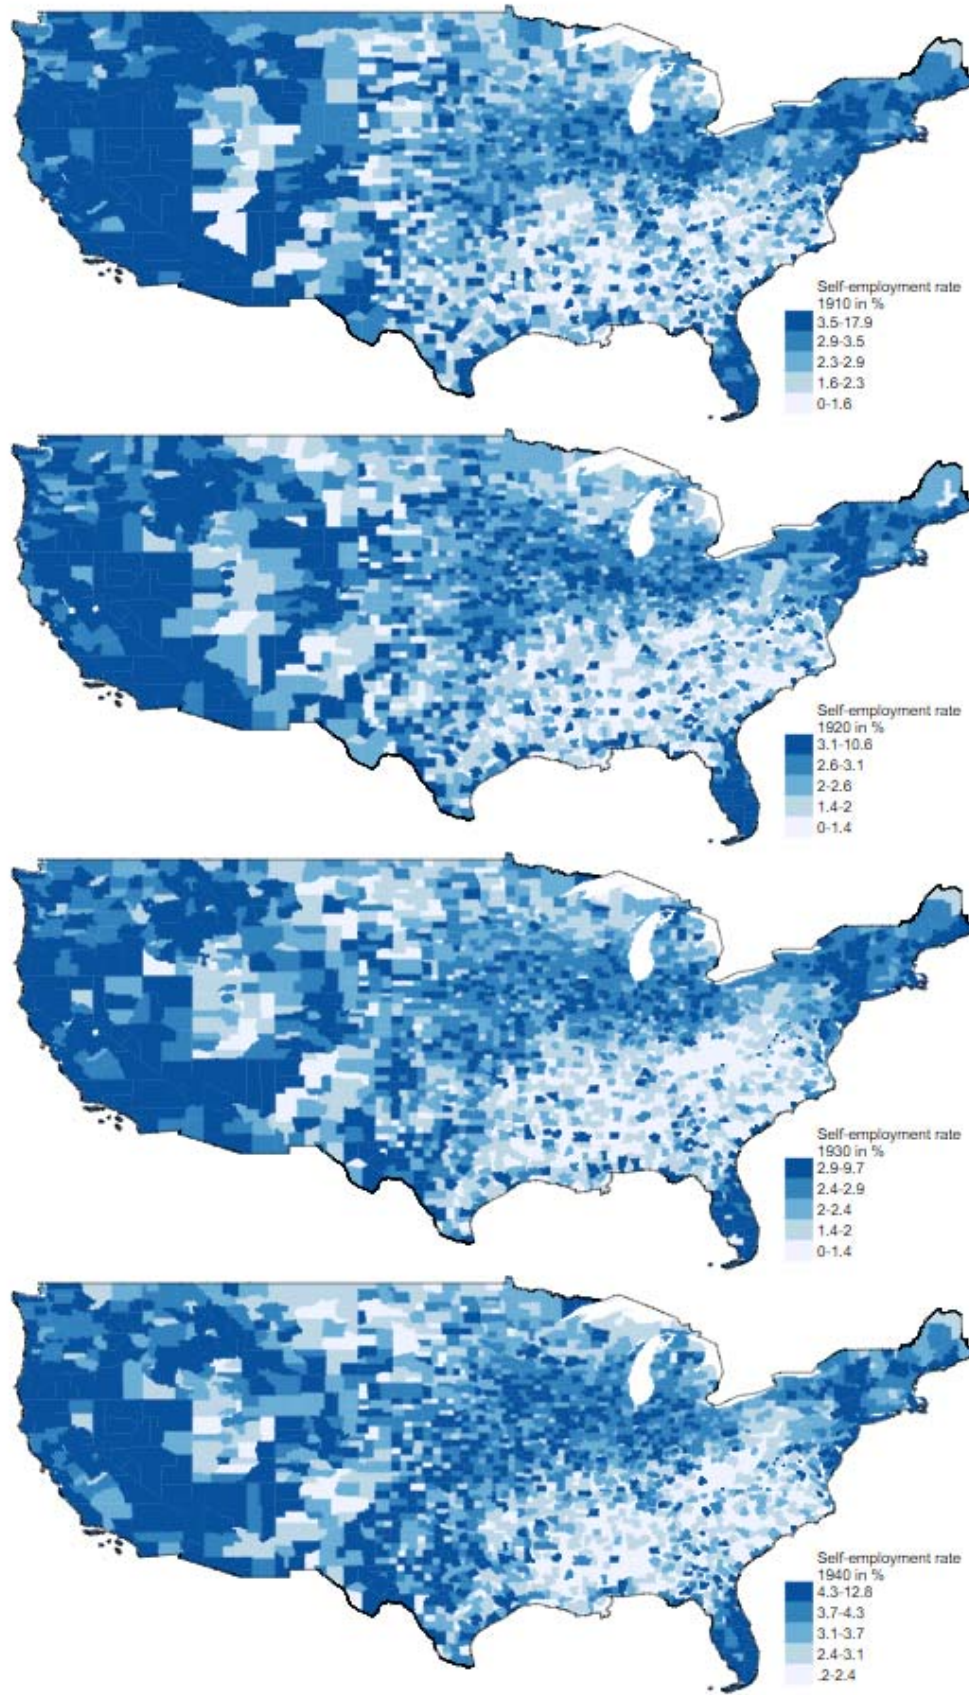 Self-employment rate
1910 in %
3.5-17.9
2.9-3.5
2.3-2.9
1.6-2.3
0-1.6
Self-employment rate
1920 in %
3.1-10.6
2.6-3.1
2-2.6
1.4-2
0-1.4
Self-employment rate
1930 in %
2.9-9.7
2.4-2.9
2-2.4
1.4-2
0-1.4
Self-employment rate
1940 in %
4.3-12.8
3.7-4.3
3.1-3.7
2.4-3.1
.2-2.4